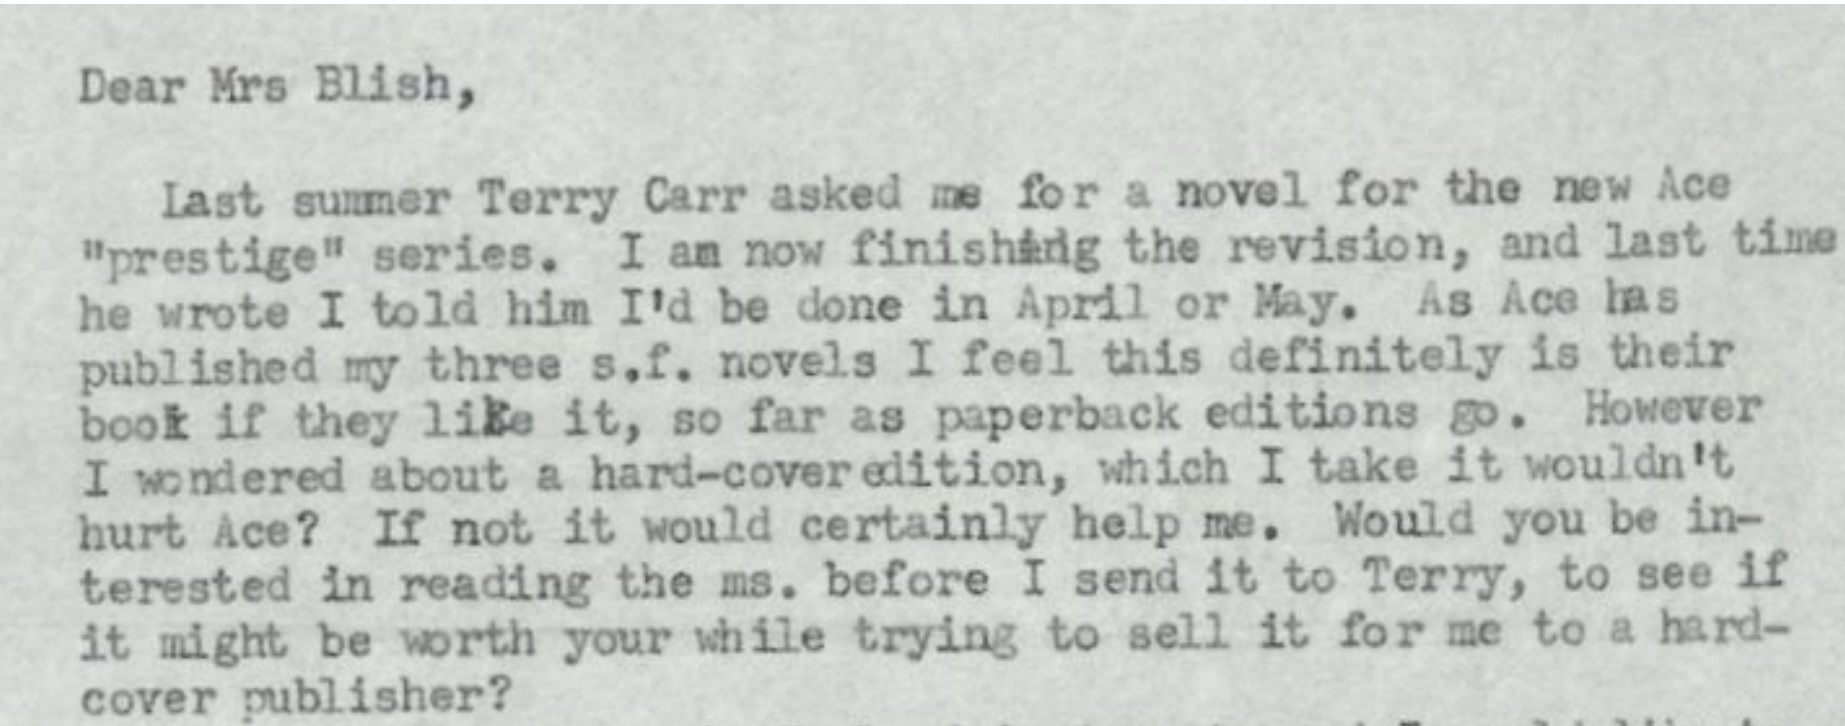 Dear Mrs Blish,
Last summer Terry Carr asked me for a novel for the new Ace
"prestige" series. I am now finishing the revision, and last time
he wrote I told him I'd be done in April or May. As Ace has
published my three s.f. novels I feel this definitely is their
book if they like it, so far as paperback editions go. However
I wondered about a hard-cover edition, which I take it wouldn't
hurt Ace? If not it would certainly help me. Would you be in-
terested in reading the ms. before I send it to Terry, to see if
it might be worth your while trying to sell it for me to a hard-
cover publisher?